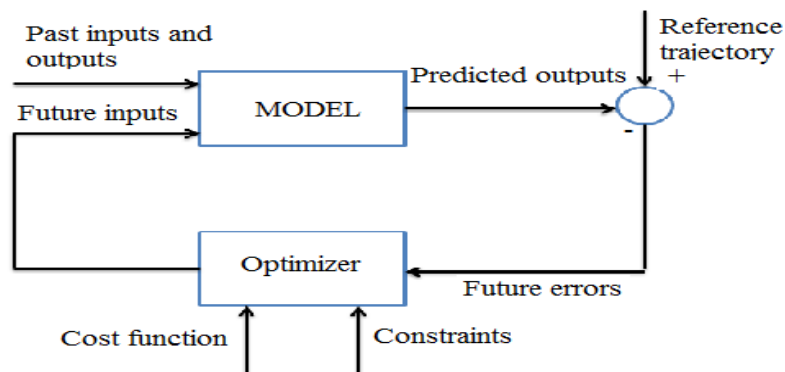 Past inputs and
outputs
Reference
trajectory
Predicted outputs
+
Future inputs
MODEL
-
Optimizer
Future errors
Cost function
Constraints